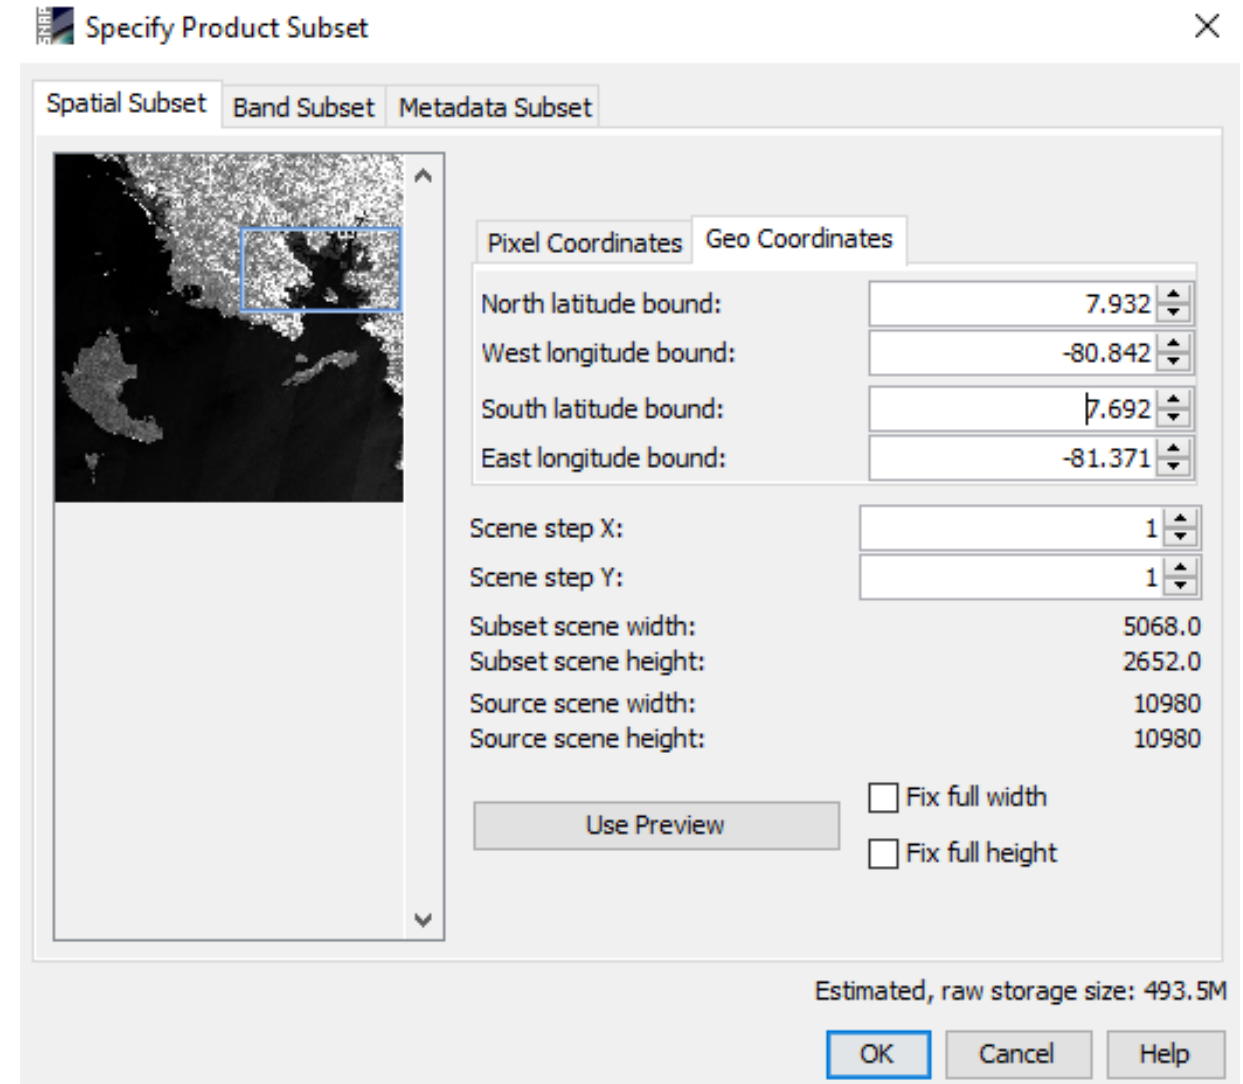 SNAP Specify Product Subset
Spatial Subset Band Subset Metadata Subset
Pixel Coordinates Geo Coordinates
North latitude bound: 7.932
West longitude bound: -80.842
South latitude bound: 7.692
East longitude bound: -81.371
Scene step X: 1
Scene step Y: 1
Subset scene width: 5068.0
Subset scene height: 2652.0
Source scene width: 10980
Source scene height: 10980
Fix full width
Use Preview
Fix full height
Estimated, raw storage size: 493.5M
OK Cancel Help